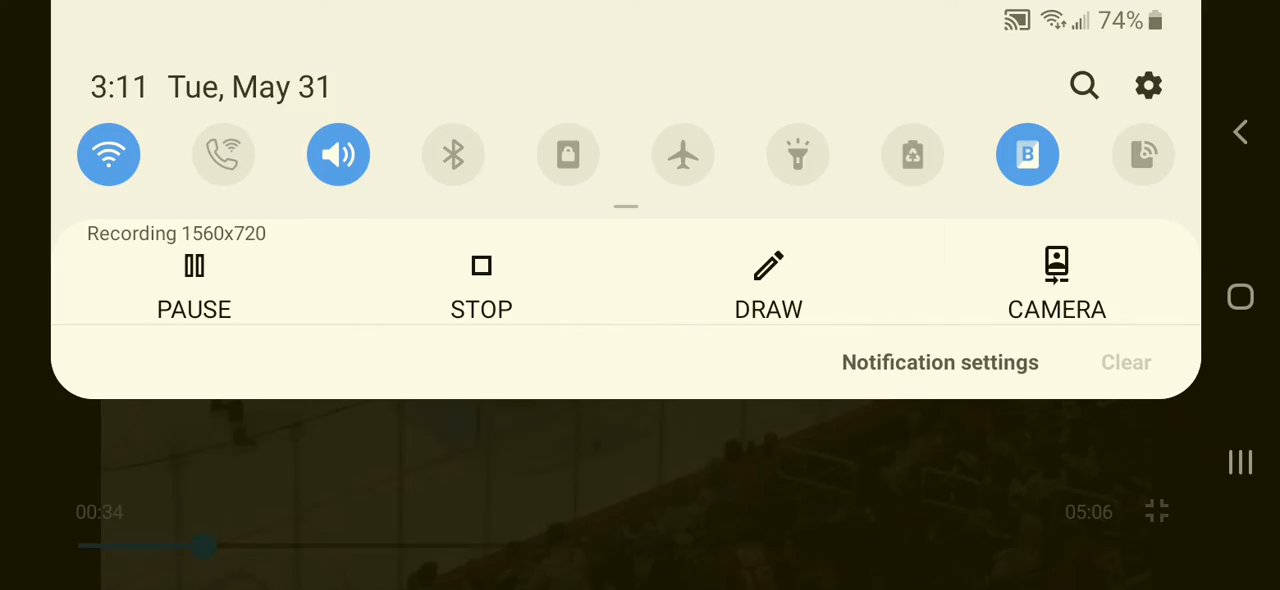 74%
3:11 Tue, May 31
B
Recording 1560x720
PAUSE STOP DRAW CAMERA
Notification settings Clear
00:34 05:06